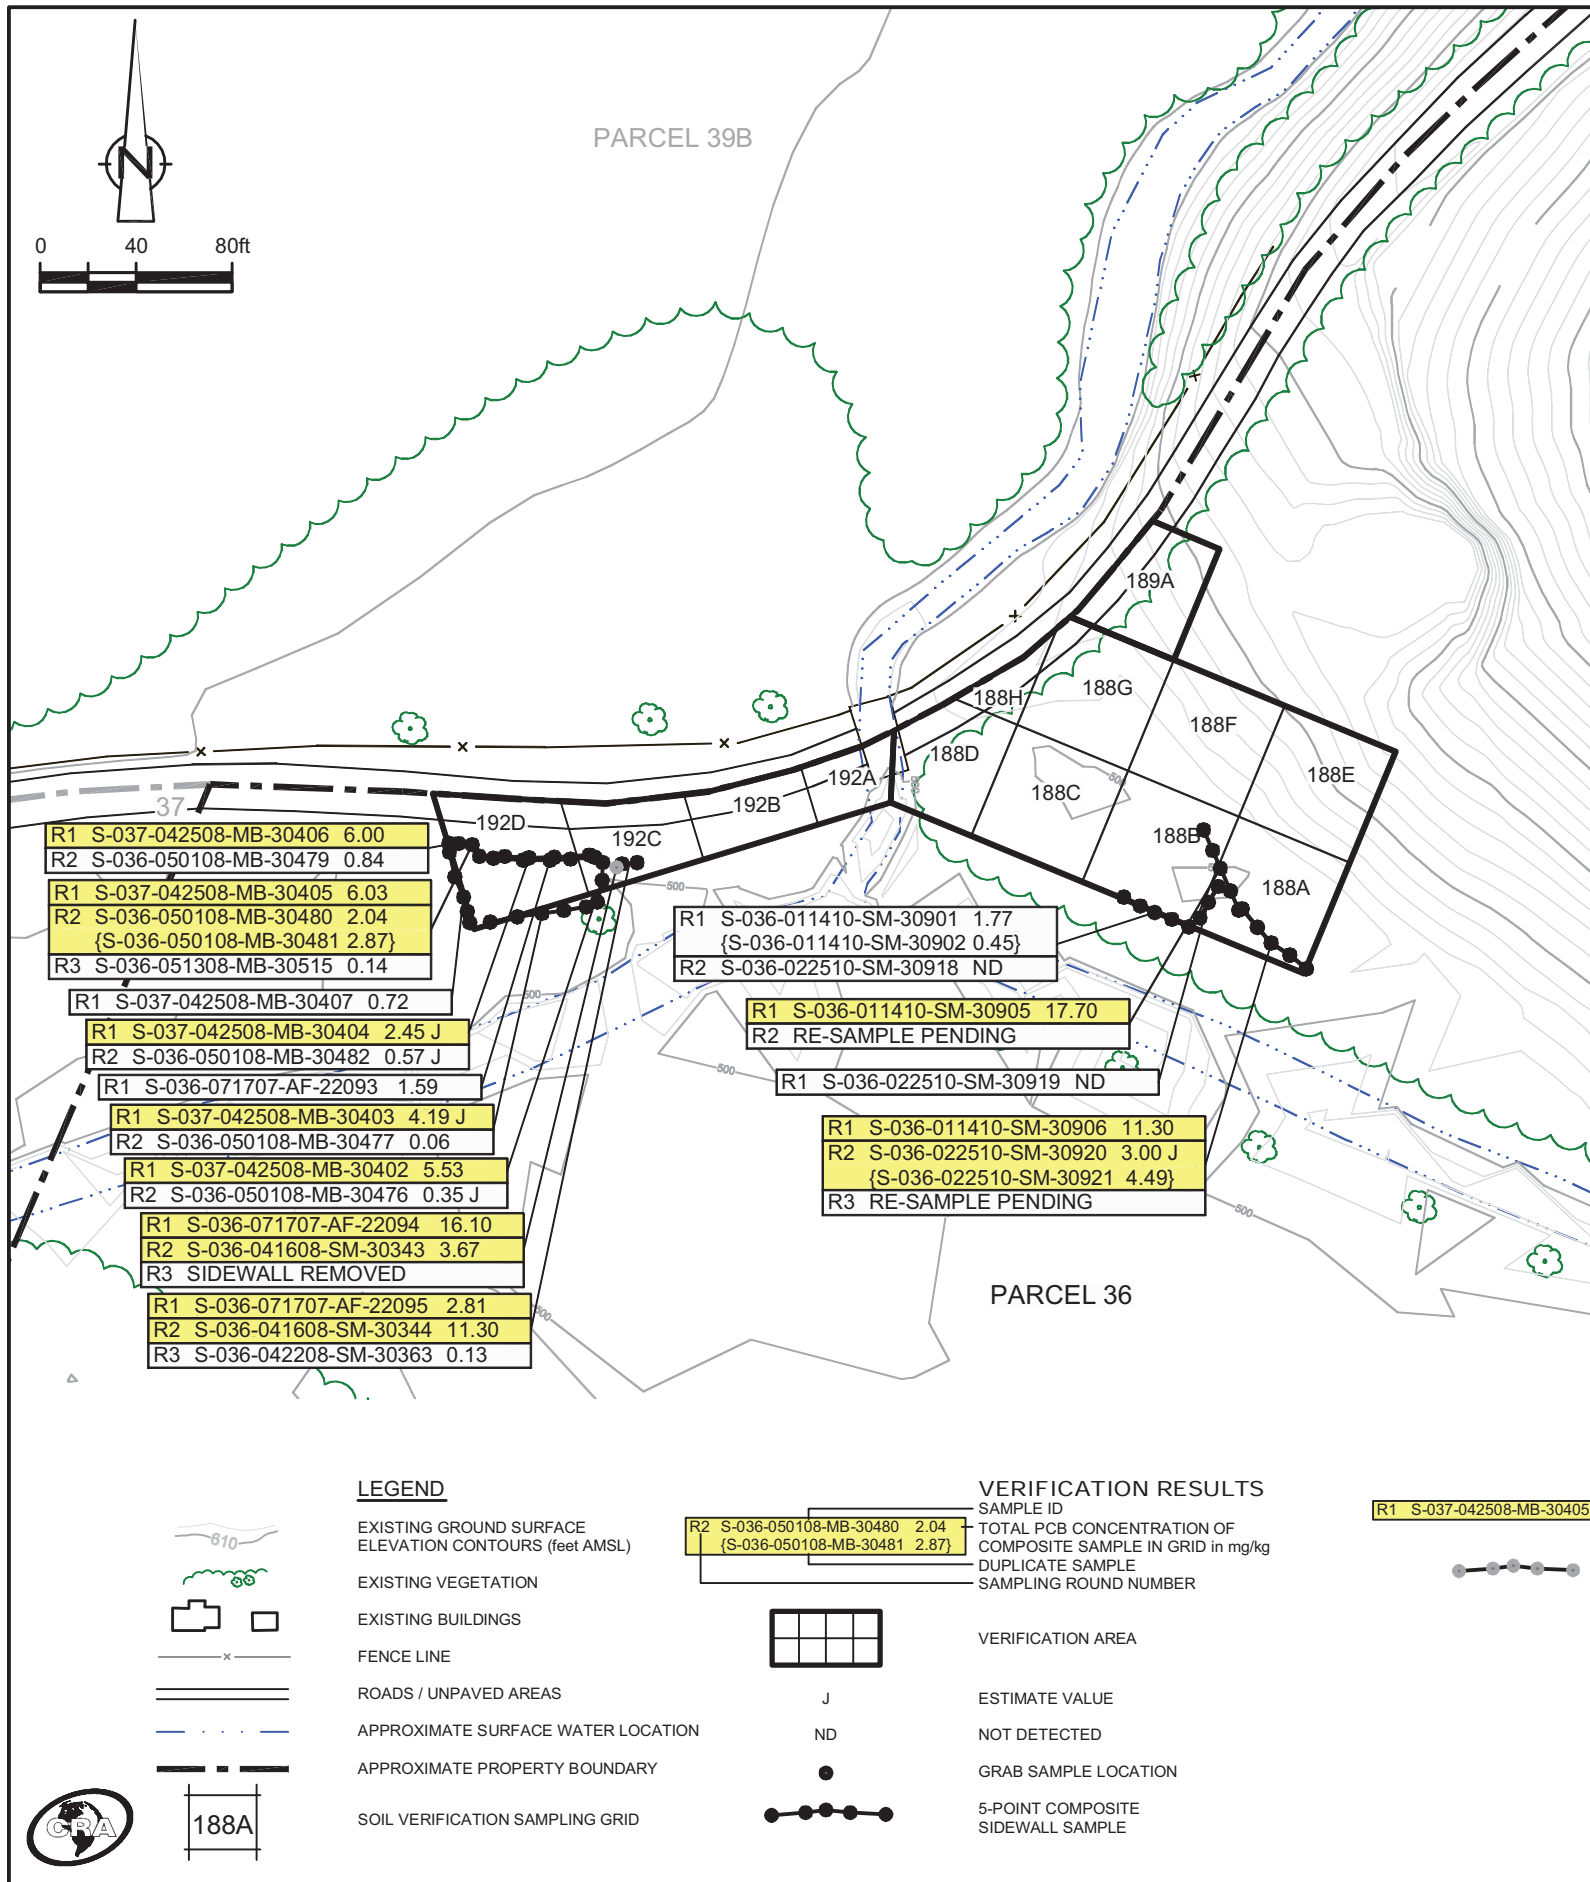 PARCEL 39B
N
0 40 80ft
189A
188G
188H
188F
188D
188E
192A
188C
192B
37
192D
192C
188B
188A
500
R1 S-037-042508-MB-30406 6.00
R2 S-036-050108-MB-30479 0.84
R1 S-037-042508-MB-30405 6.03
R2 S-036-050108-MB-30480 2.04
{S-036-050108-MB-30481 2.87}
R3 S-036-051308-MB-30515 0.14
R1 S-037-042508-MB-30407 0.72
R1 S-037-042508-MB-30404 2.45 J
R2 S-036-050108-MB-30482 0.57 J
R1 S-036-071707-AF-22093 1.59
R1 S-037-042508-MB-30403 4.19 J
R2 S-036-050108-MB-30477 0.06
R1 S-037-042508-MB-30402 5.53
R2 S-036-050108-MB-30476 0.35 J
R1 S-036-071707-AF-22094 16.10
R2 S-036-041608-SM-30343 3.67
R3 SIDEWALL REMOVED
R1 S-036-071707-AF-22095 2.81
R2 S-036-041608-SM-30344 11.30
R3 S-036-042208-SM-30363 0.13
R1 S-036-011410-SM-30901 1.77
{S-036-011410-SM-30902 0.45}
R2 S-036-022510-SM-30918 ND
R1 S-036-011410-SM-30905 17.70
R2 RE-SAMPLE PENDING
R1 S-036-022510-SM-30919 ND
R1 S-036-011410-SM-30906 11.30
R2 S-036-022510-SM-30920 3.00 J
{S-036-022510-SM-30921 4.49}
R3 RE-SAMPLE PENDING
500
500
500
500
PARCEL 36
LEGEND
610
EXISTING GROUND SURFACE
ELEVATION CONTOURS (feet AMSL)
EXISTING VEGETATION
EXISTING BUILDINGS
x
FENCE LINE
ROADS / UNPAVED AREAS
APPROXIMATE SURFACE WATER LOCATION
APPROXIMATE PROPERTY BOUNDARY
188A
SOIL VERIFICATION SAMPLING GRID
CRA
VERIFICATION RESULTS
R2 S-036-050108-MB-30480 2.04
{S-036-050108-MB-30481 2.87}
SAMPLE ID
TOTAL PCB CONCENTRATION OF
COMPOSITE SAMPLE IN GRID in mg/kg
DUPLICATE SAMPLE
SAMPLING ROUND NUMBER
VERIFICATION AREA
J ESTIMATE VALUE
ND NOT DETECTED
GRAB SAMPLE LOCATION
5-POINT COMPOSITE
SIDEWALL SAMPLE
R1 S-037-042508-MB-30405